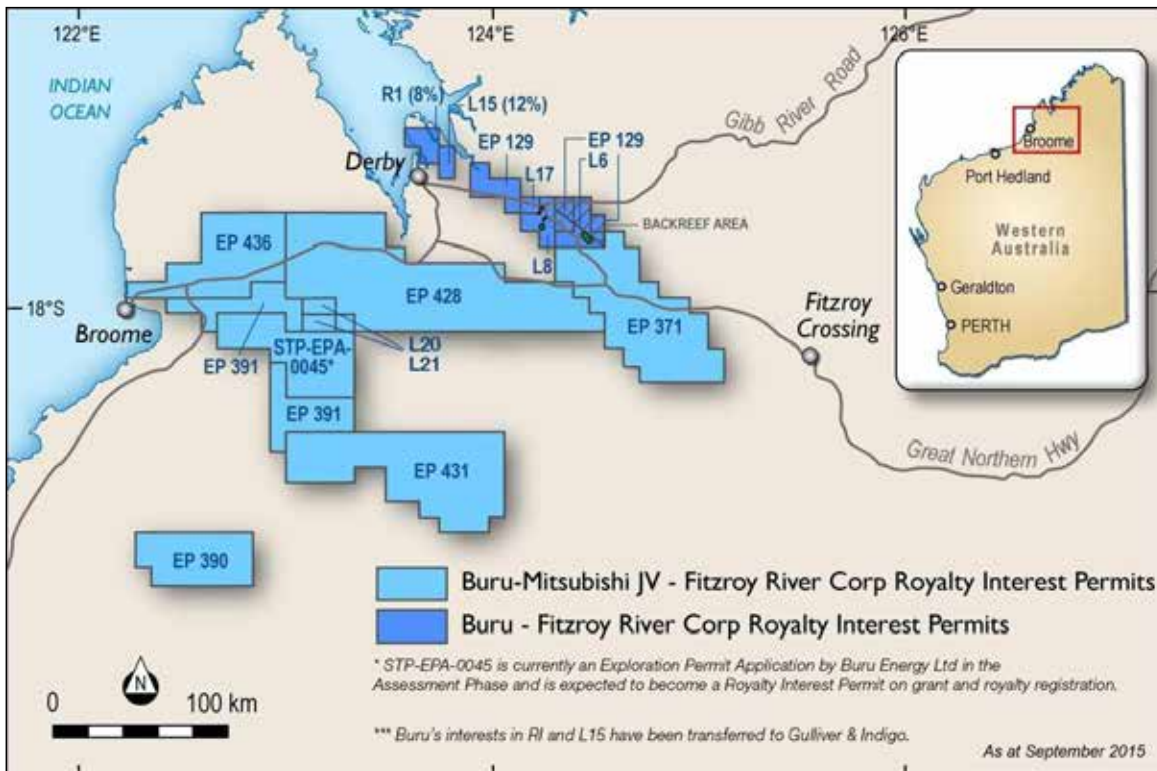 122°E
124°E
126°E
INDIAN
OCEAN
R1 (8%)
L15 (12%)
Gibb River Road
EP 129
EP 129
L6
Derby
L17
BACKREEF AREA
EP 436
L8
EP 428
18°S
Broome
EP 371
Fitzroy
Crossing
STP-EPA-
0045*
EP 391
L20
L21
EP 391
EP 431
Great Northern Hwy
EP 390
Broome
Port Hedland
Western
Australia
Geraldton
PERTH
Buru-Mitsubishi JV - Fitzroy River Corp Royalty Interest Permits
Buru - Fitzroy River Corp Royalty Interest Permits
* STP-EPA-0045 is currently an Exploration Permit Application by Buru Energy Ltd in the
Assessment Phase and is expected to become a Royalty Interest Permit on grant and royalty registration.
N
0 100 km
*** Buru's interests in RI and L15 have been transferred to Gulliver & Indigo.
As at September 2015